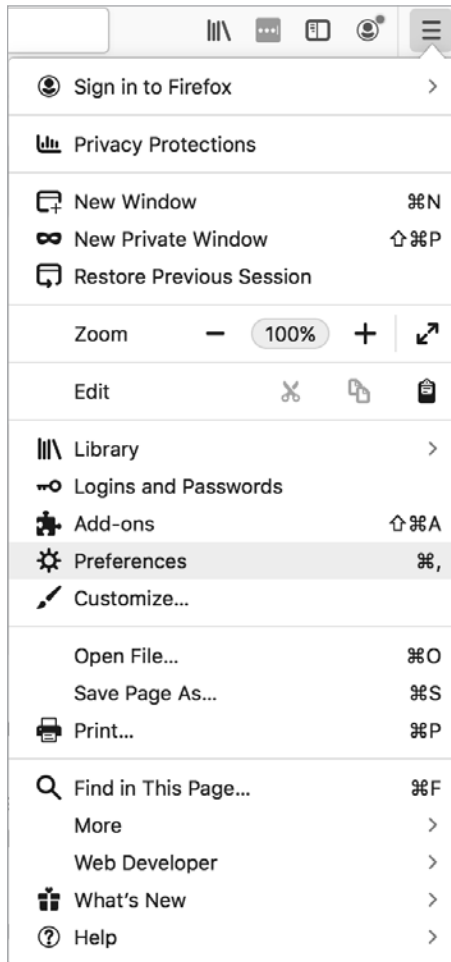 Sign in to Firefox
Privacy Protections
New Window ⌘N
New Private Window ⇧⌘P
Restore Previous Session
Zoom − 100% +
Edit
Library
Logins and Passwords
Add-ons ⇧⌘A
Preferences ⌘,
Customize...
Open File... ⌘O
Save Page As... ⌘S
Print... ⌘P
Find in This Page... ⌘F
More
Web Developer
What's New
Help